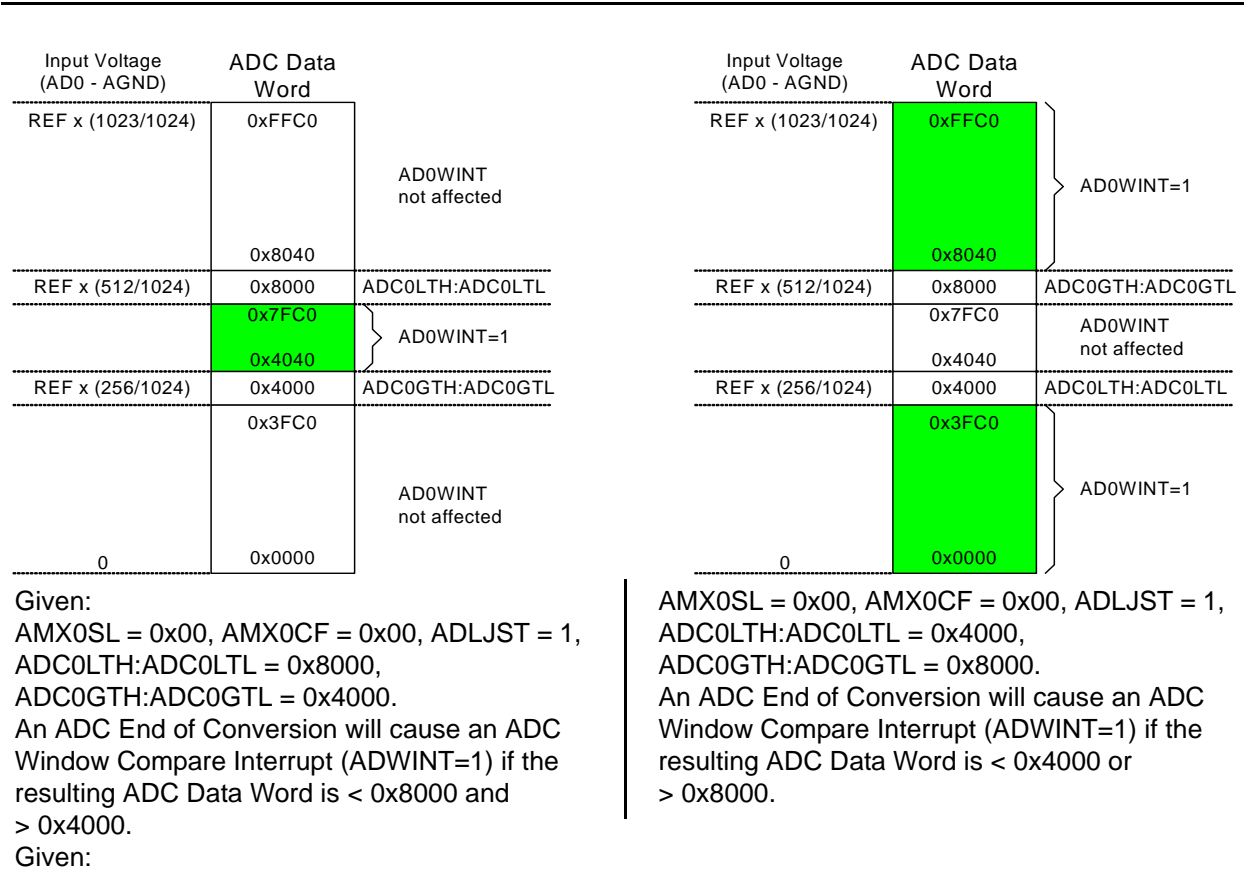 Input Voltage
(AD0 - AGND)
ADC Data
Word
REF x (1023/1024)
0xFFC0
AD0WINT
not affected
0x8040
REF x (512/1024)
0x8000
ADC0LTH:ADC0LTL
0x7FC0
AD0WINT=1
0x4040
REF x (256/1024)
0x4000
ADC0GTH:ADC0GTL
0x3FC0
AD0WINT
not affected
0
0x0000
Given:
AMX0SL = 0x00, AMX0CF = 0x00, ADLJST = 1,
ADC0LTH:ADC0LTL = 0x8000,
ADC0GTH:ADC0GTL = 0x4000.
An ADC End of Conversion will cause an ADC
Window Compare Interrupt (ADWINT=1) if the
resulting ADC Data Word is < 0x8000 and
> 0x4000.
Given:
Input Voltage
(AD0 - AGND)
ADC Data
Word
REF x (1023/1024)
0xFFC0
AD0WINT=1
0x8040
REF x (512/1024)
0x8000
ADC0GTH:ADC0GTL
0x7FC0
AD0WINT
not affected
0x4040
REF x (256/1024)
0x4000
ADC0LTH:ADC0LTL
0x3FC0
AD0WINT=1
0
0x0000
AMX0SL = 0x00, AMX0CF = 0x00, ADLJST = 1,
ADC0LTH:ADC0LTL = 0x4000,
ADC0GTH:ADC0GTL = 0x8000.
An ADC End of Conversion will cause an ADC
Window Compare Interrupt (ADWINT=1) if the
resulting ADC Data Word is < 0x4000 or
> 0x8000.